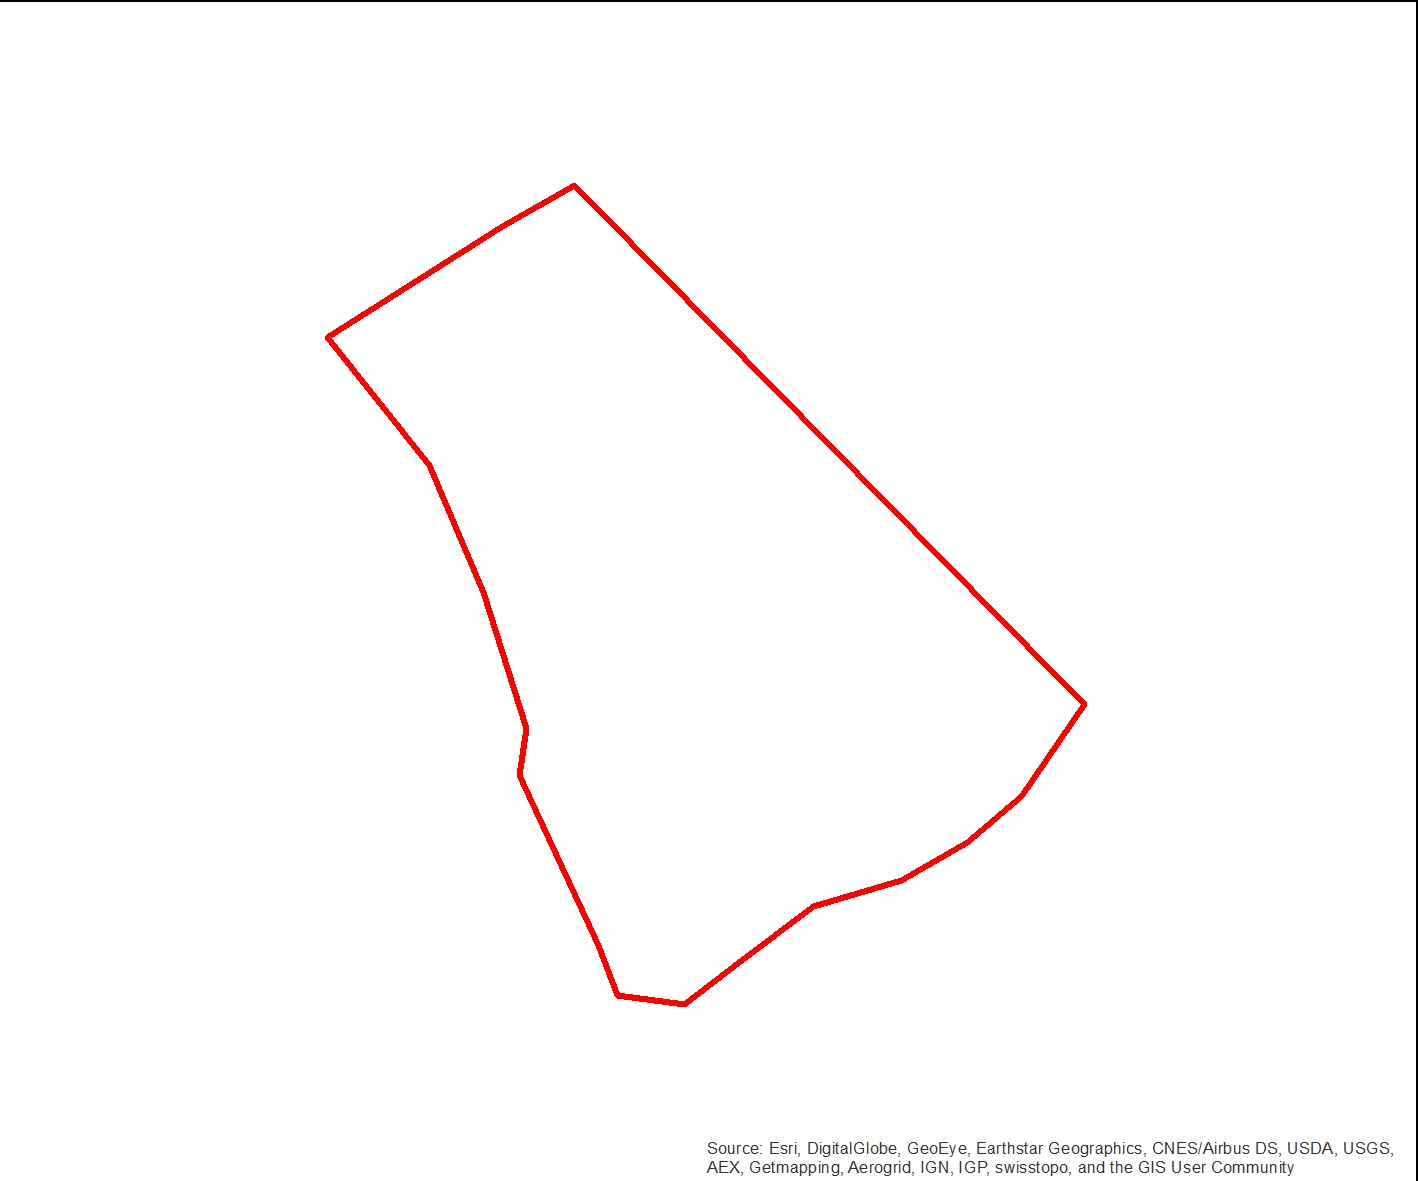 Source: Esri, DigitalGlobe, GeoEye, Earthstar Geographics, CNES/Airbus DS, USDA, USGS,
AEX, Getmapping, Aerogrid, IGN, IGP, swisstopo, and the GIS User Community